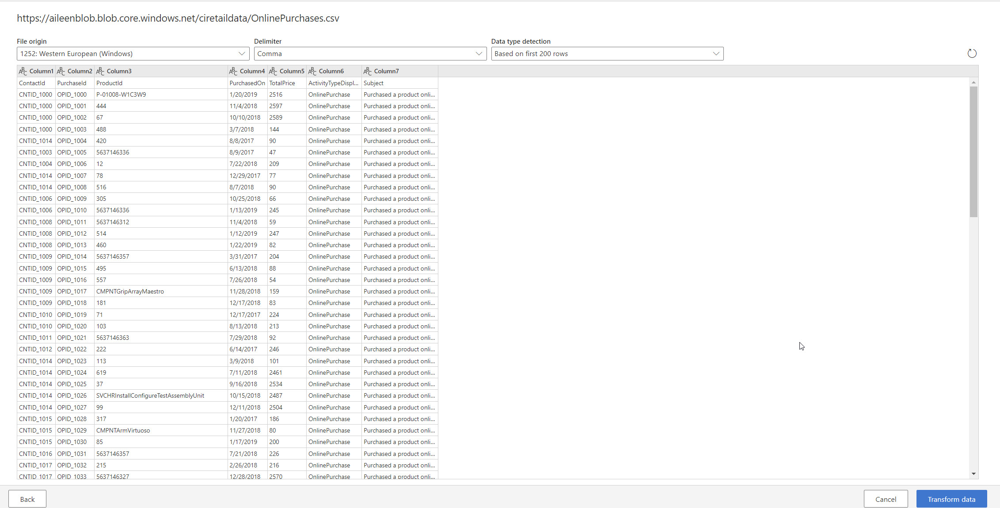 https://aileenblob.blob.core.windows.net/ciretaildata/OnlinePurchases.csv
File origin Delimiter Data type detection
1252: Western European (Windows) Comma Based on first 200 rows
ABC Column1 ABC Column2 ABC Column3 ABC Column4 ABC Column5 ABC Column6 ABC Column7
ContactId PurchaseId ProductId PurchasedOn TotalPrice ActivityTypeDispl... Subject
CNTID_1000 OPID_1000 P-01008-W1C3W9 1/20/2019 2516 OnlinePurchase Purchased a product onli...
CNTID_1000 OPID_1001 444 11/4/2018 2597 OnlinePurchase Purchased a product onli...
CNTID_1000 OPID_1002 67 10/10/2018 2589 OnlinePurchase Purchased a product onli...
CNTID_1000 OPID_1003 488 3/7/2018 144 OnlinePurchase Purchased a product onli...
CNTID_1014 OPID_1004 420 8/8/2017 90 OnlinePurchase Purchased a product onli...
CNTID_1003 OPID_1005 5637146336 8/9/2017 47 OnlinePurchase Purchased a product onli...
CNTID_1004 OPID_1006 12 7/22/2018 209 OnlinePurchase Purchased a product onli...
CNTID_1014 OPID_1007 78 12/29/2017 77 OnlinePurchase Purchased a product onli...
CNTID_1014 OPID_1008 516 8/7/2018 90 OnlinePurchase Purchased a product onli...
CNTID_1006 OPID_1009 305 10/25/2018 66 OnlinePurchase Purchased a product onli...
CNTID_1006 OPID_1010 5637146336 1/13/2019 245 OnlinePurchase Purchased a product onli...
CNTID_1008 OPID_1011 5637146312 11/4/2018 59 OnlinePurchase Purchased a product onli...
CNTID_1008 OPID_1012 514 1/12/2019 247 OnlinePurchase Purchased a product onli...
CNTID_1008 OPID_1013 460 1/22/2019 82 OnlinePurchase Purchased a product onli...
CNTID_1009 OPID_1014 5637146357 3/31/2017 204 OnlinePurchase Purchased a product onli...
CNTID_1009 OPID_1015 495 6/13/2018 88 OnlinePurchase Purchased a product onli...
CNTID_1009 OPID_1016 557 7/26/2018 54 OnlinePurchase Purchased a product onli...
CNTID_1009 OPID_1017 CMPNTGripArrayMaestro 11/28/2018 159 OnlinePurchase Purchased a product onli...
CNTID_1009 OPID_1018 181 12/17/2018 83 OnlinePurchase Purchased a product onli...
CNTID_1010 OPID_1019 71 12/17/2017 224 OnlinePurchase Purchased a product onli...
CNTID_1010 OPID_1020 103 8/13/2018 213 OnlinePurchase Purchased a product onli...
CNTID_1011 OPID_1021 5637146363 7/29/2018 92 OnlinePurchase Purchased a product onli...
CNTID_1012 OPID_1022 222 6/14/2017 246 OnlinePurchase Purchased a product onli...
CNTID_1014 OPID_1023 113 3/9/2018 101 OnlinePurchase Purchased a product onli...
CNTID_1014 OPID_1024 619 7/11/2018 2461 OnlinePurchase Purchased a product onli...
CNTID_1014 OPID_1025 37 9/16/2018 2534 OnlinePurchase Purchased a product onli...
CNTID_1014 OPID_1026 SVCHRInstallConfigureTestAssemblyUnit 10/15/2018 2487 OnlinePurchase Purchased a product onli...
CNTID_1014 OPID_1027 99 12/11/2018 2504 OnlinePurchase Purchased a product onli...
CNTID_1015 OPID_1028 317 1/20/2017 186 OnlinePurchase Purchased a product onli...
CNTID_1015 OPID_1029 CMPNTArmVirtuoso 11/27/2018 80 OnlinePurchase Purchased a product onli...
CNTID_1015 OPID_1030 85 1/17/2019 200 OnlinePurchase Purchased a product onli...
CNTID_1016 OPID_1031 5637146357 7/21/2018 226 OnlinePurchase Purchased a product onli...
CNTID_1017 OPID_1032 215 2/26/2018 216 OnlinePurchase Purchased a product onli...
CNTID_1017 OPID_1033 5637146327 12/28/2018 2570 OnlinePurchase Purchased a product onli...
Back Cancel Transform data